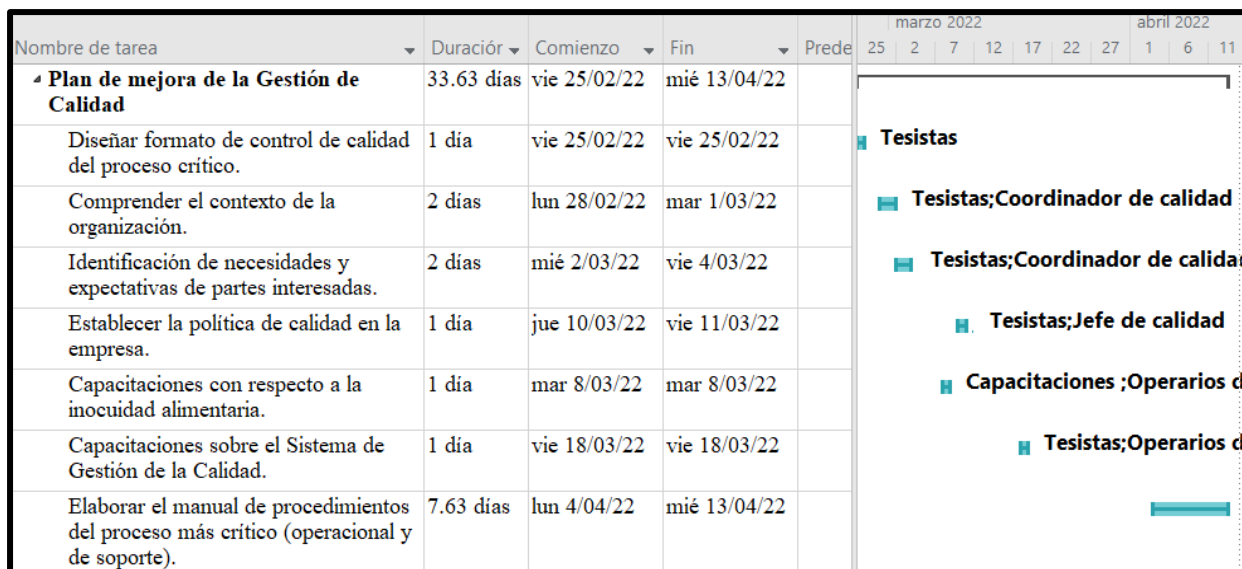 marzo 2022 abril 2022
Nombre de tarea Duraciór Comienzo Fin Prede 25 2 7 12 17 22 27 1 6 11
Plan de mejora de la Gestión de 33.63 días vie 25/02/22 mié 13/04/22
Calidad
Diseñar formato de control de calidad 1 día vie 25/02/22 vie 25/02/22 Tesistas
del proceso crítico.
Comprender el contexto de la 2 días lun 28/02/22 mar 1/03/22 Tesistas;Coordinador de calidad
organización.
Identificación de necesidades y 2 días mié 2/03/22 vie 4/03/22 Tesistas;Coordinador de calida
expectativas de partes interesadas.
Establecer la política de calidad en la 1 día jue 10/03/22 vie 11/03/22 Tesistas;Jefe de calidad
empresa.
Capacitaciones con respecto a la 1 día mar 8/03/22 mar 8/03/22 Capacitaciones ;Operarios d
inocuidad alimentaria.
Capacitaciones sobre el Sistema de 1 día vie 18/03/22 vie 18/03/22 Tesistas;Operarios d
Gestión de la Calidad.
Elaborar el manual de procedimientos 7.63 días lun 4/04/22 mié 13/04/22
del proceso más crítico (operacional y
de soporte).